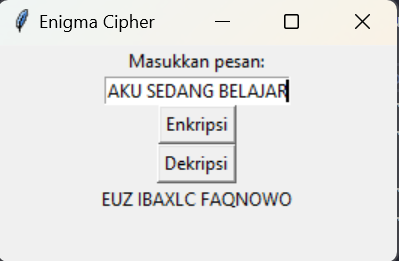 Enigma Cipher
Masukkan pesan:
AKU SEDANG BELAJAR
Enkripsi
Dekripsi
EUZ IBAXLC FAQNOWO